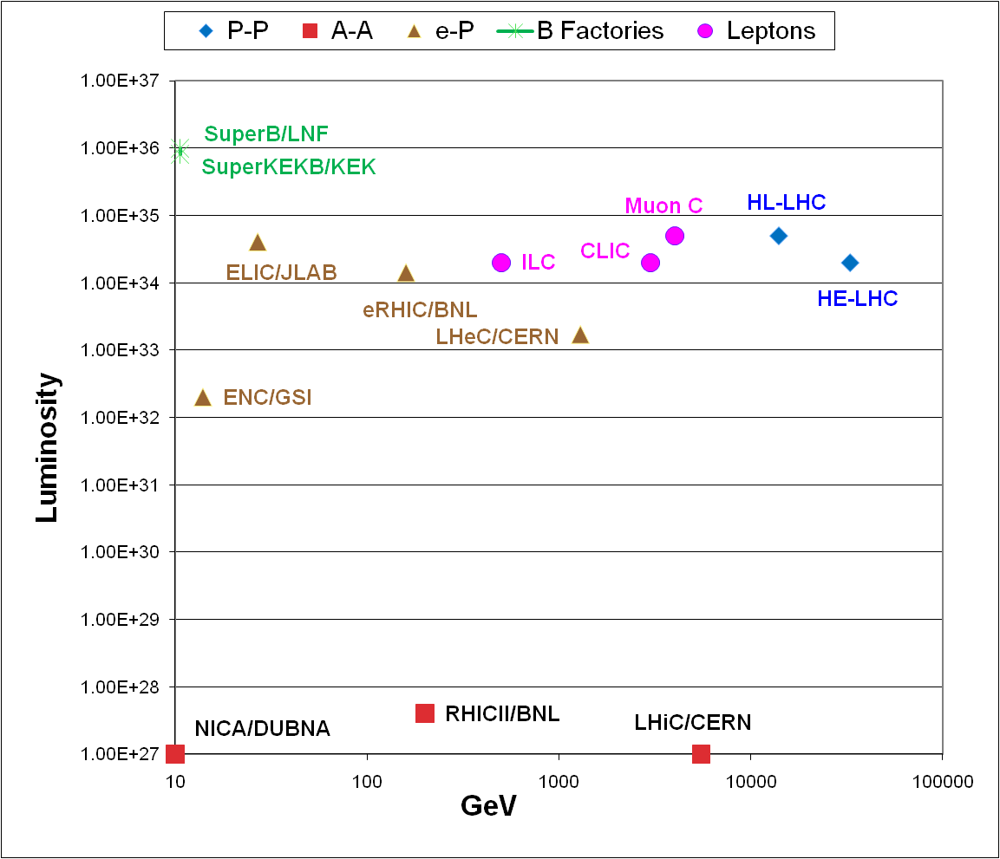 P-P A-A e-P B Factories Leptons
1.00E+37
1.00E+36
1.00E+35
1.00E+34
1.00E+33
1.00E+32
1.00E+31
1.00E+30
1.00E+29
1.00E+28
1.00E+27
Luminosity
SuperB/LNF
SuperKEKB/KEK
Muon C
HL-LHC
CLIC
ILC
ELIC/JLAB
HE-LHC
eRHIC/BNL
LHeC/CERN
ENC/GSI
RHICII/BNL
LHiC/CERN
NICA/DUBNA
10 100 1000 10000 100000
GeV